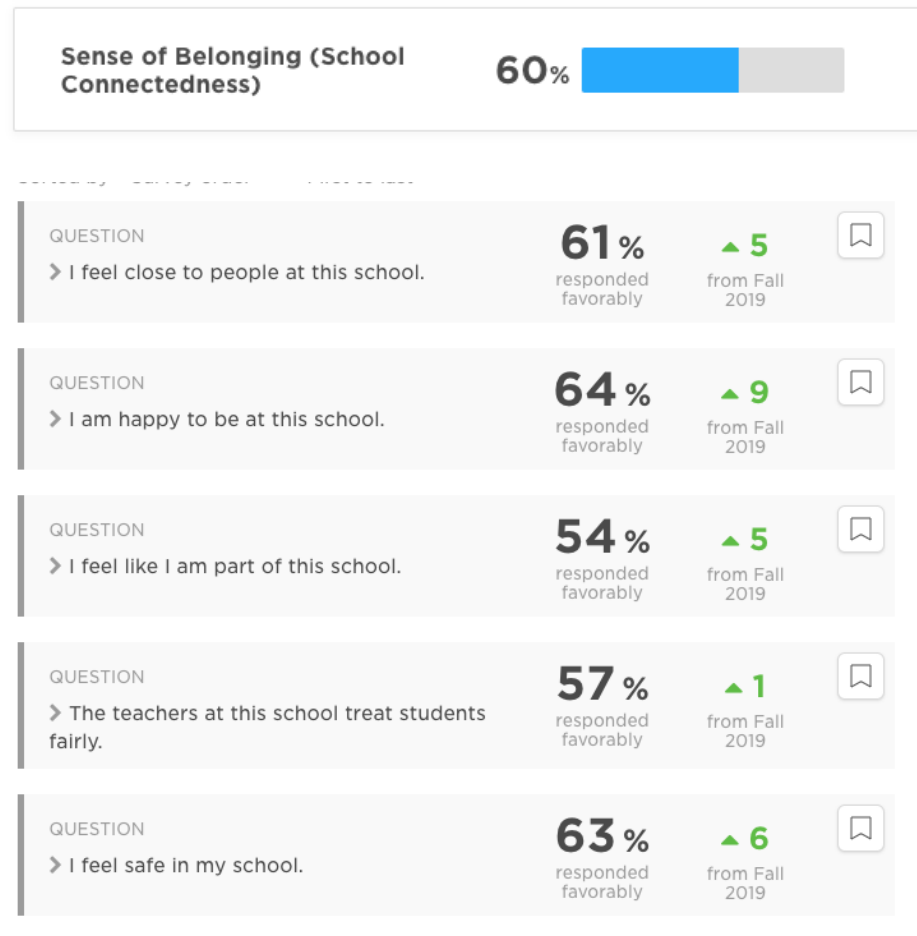 Sense of Belonging (School
Connectedness)
60%
QUESTION
I feel close to people at this school.
61%
responded
favorably
5
from Fall
2019
QUESTION
I am happy to be at this school.
64%
responded
favorably
9
from Fall
2019
QUESTION
I feel like I am part of this school.
54%
responded
favorably
5
from Fall
2019
QUESTION
The teachers at this school treat students
fairly.
57%
responded
favorably
1
from Fall
2019
QUESTION
I feel safe in my school.
63%
responded
favorably
6
from Fall
2019